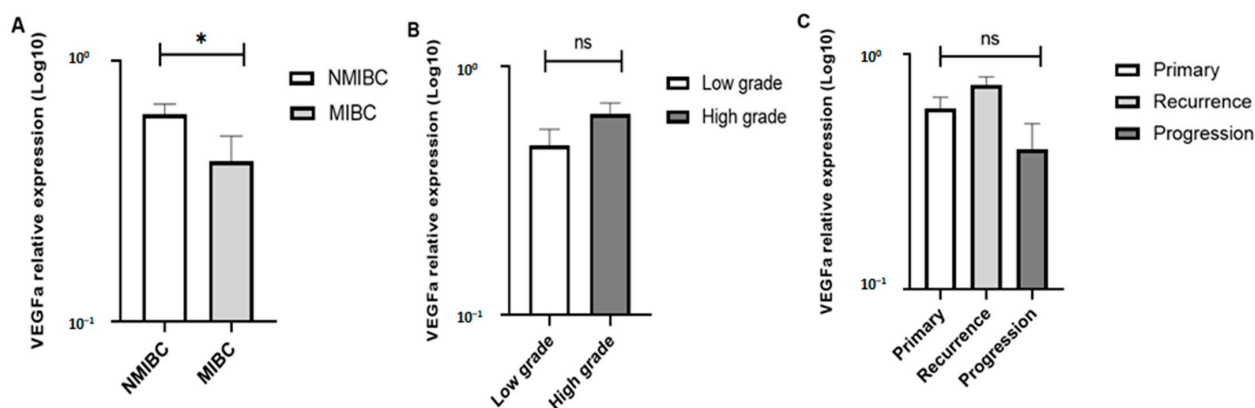 A
VEGFa relative expression (Log10)
10⁰
10⁻¹
*
NMIBC
MIBC
NMIBC
MIBC
B
VEGFa relative expression (Log10)
10⁰
10⁻¹
ns
Low grade
High grade
Low grade
High grade
C
VEGFa relative expression (Log10)
10⁰
10⁻¹
ns
Primary
Recurrence
Progression
Primary
Recurrence
Progression